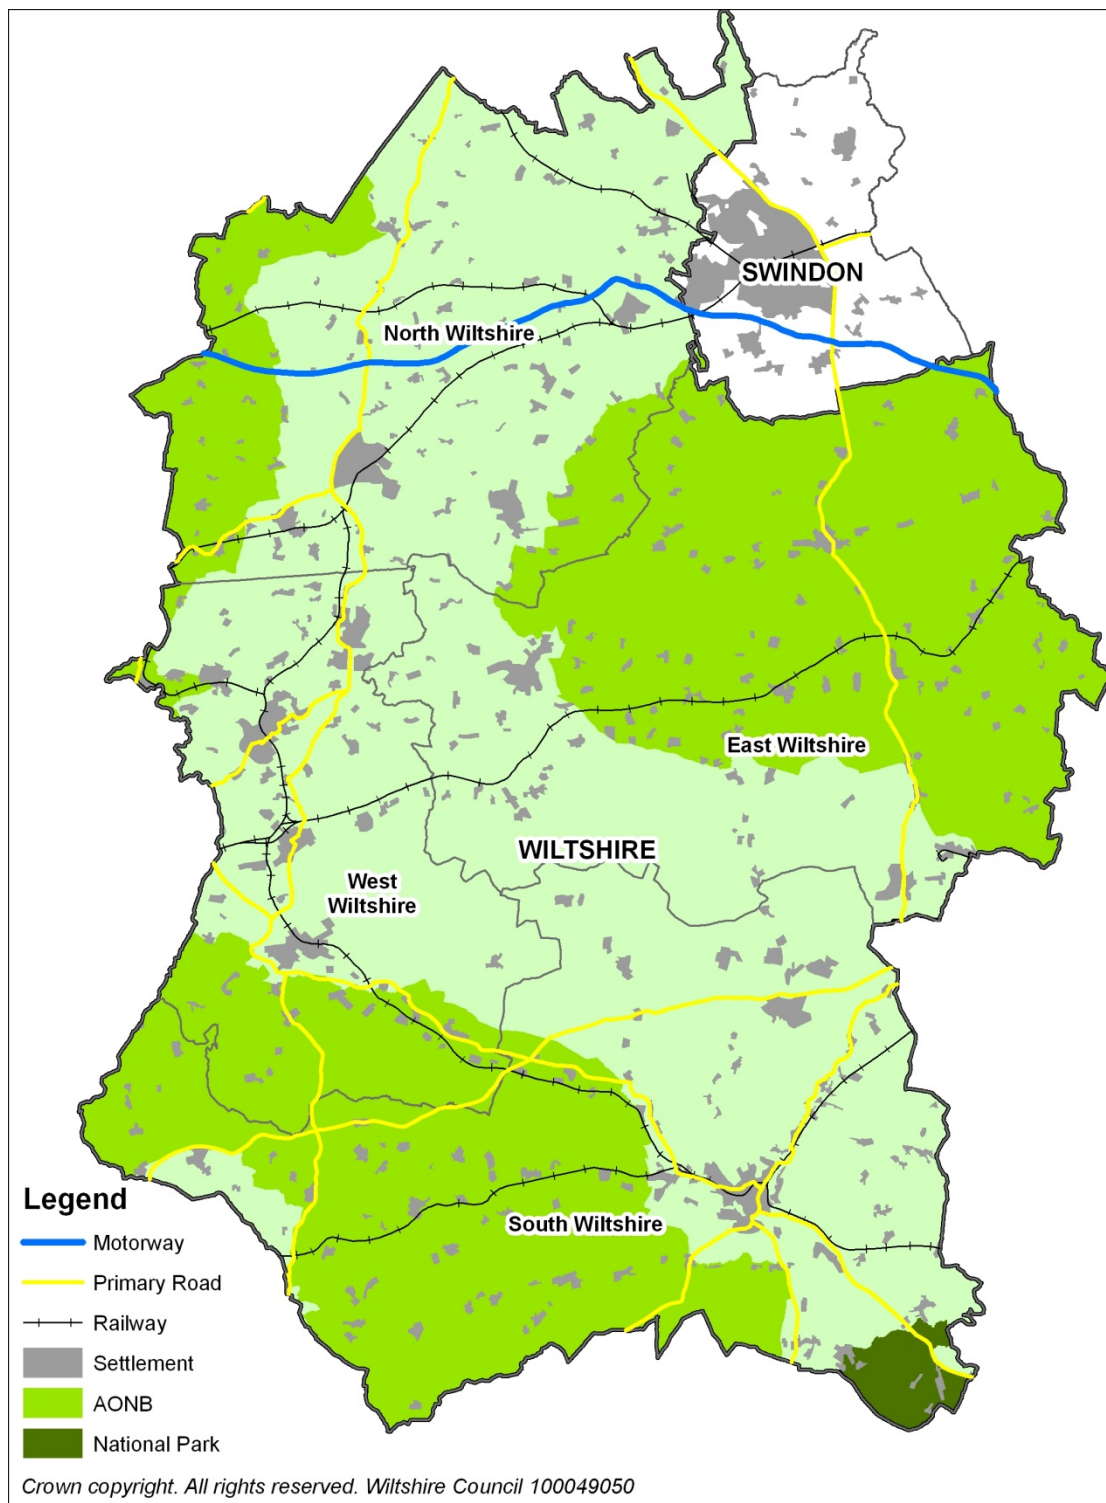 SWINDON
North Wiltshire
East Wiltshire
WILTSHIRE
West
Wiltshire
South Wiltshire
Legend
Motorway
Primary Road
Railway
Settlement
AONB
National Park
Crown copyright. All rights reserved. Wiltshire Council 100049050